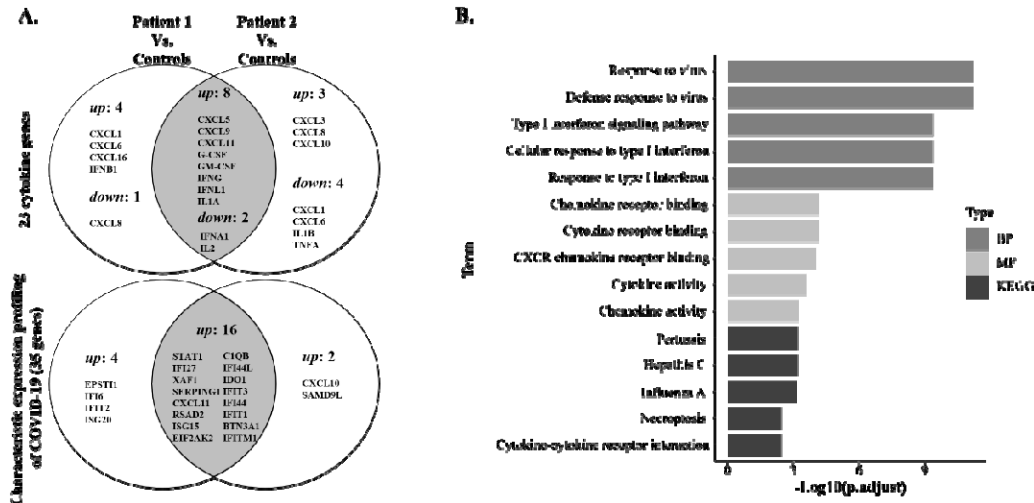 A.
Patient 1
Vs.
Controls
Patient 2
Vs.
Controls
23 cytokine genes
up: 4
CXCL1
CXCL6
CXCL16
IFNB1
down: 1
CXCL8
up: 8
CXCL5
CXCL9
CXCL11
G-CSF
GM-CSF
IFNG
IFNL1
IL1A
down: 2
IFNA1
IL2
up: 3
CXCL3
CXCL8
CXCL10
down: 4
CXCL1
CXCL6
IL1B
TNFA
Characteristic expression profiling
of COVID-19 (35 genes)
up: 4
EPSTI1
IFI6
IFIT2
ISG20
up: 16
STAT1 C1QB
IFI27 IFI44L
XAF1 IDO1
SERPING1 IFIT3
CXCL11 IFI44
RSAD2 IFIT1
ISG15 BTN3A1
EIF2AK2 IFITM1
up: 2
CXCL10
SAMD9L
B.
Term
Response to virus
Defense response to virus
Type I interferon signaling pathway
Cellular response to type I interferon
Response to type I interferon
Chemokine receptor binding
Cytokine receptor binding
CXCR chemokine receptor binding
Cytokine activity
Chemokine activity
Pertussis
Hepatitis C
Influenza A
Necroptosis
Cytokine-cytokine receptor interaction
0 6 9
-Log10(p.adjust)
Type
BP
MF
KEGG